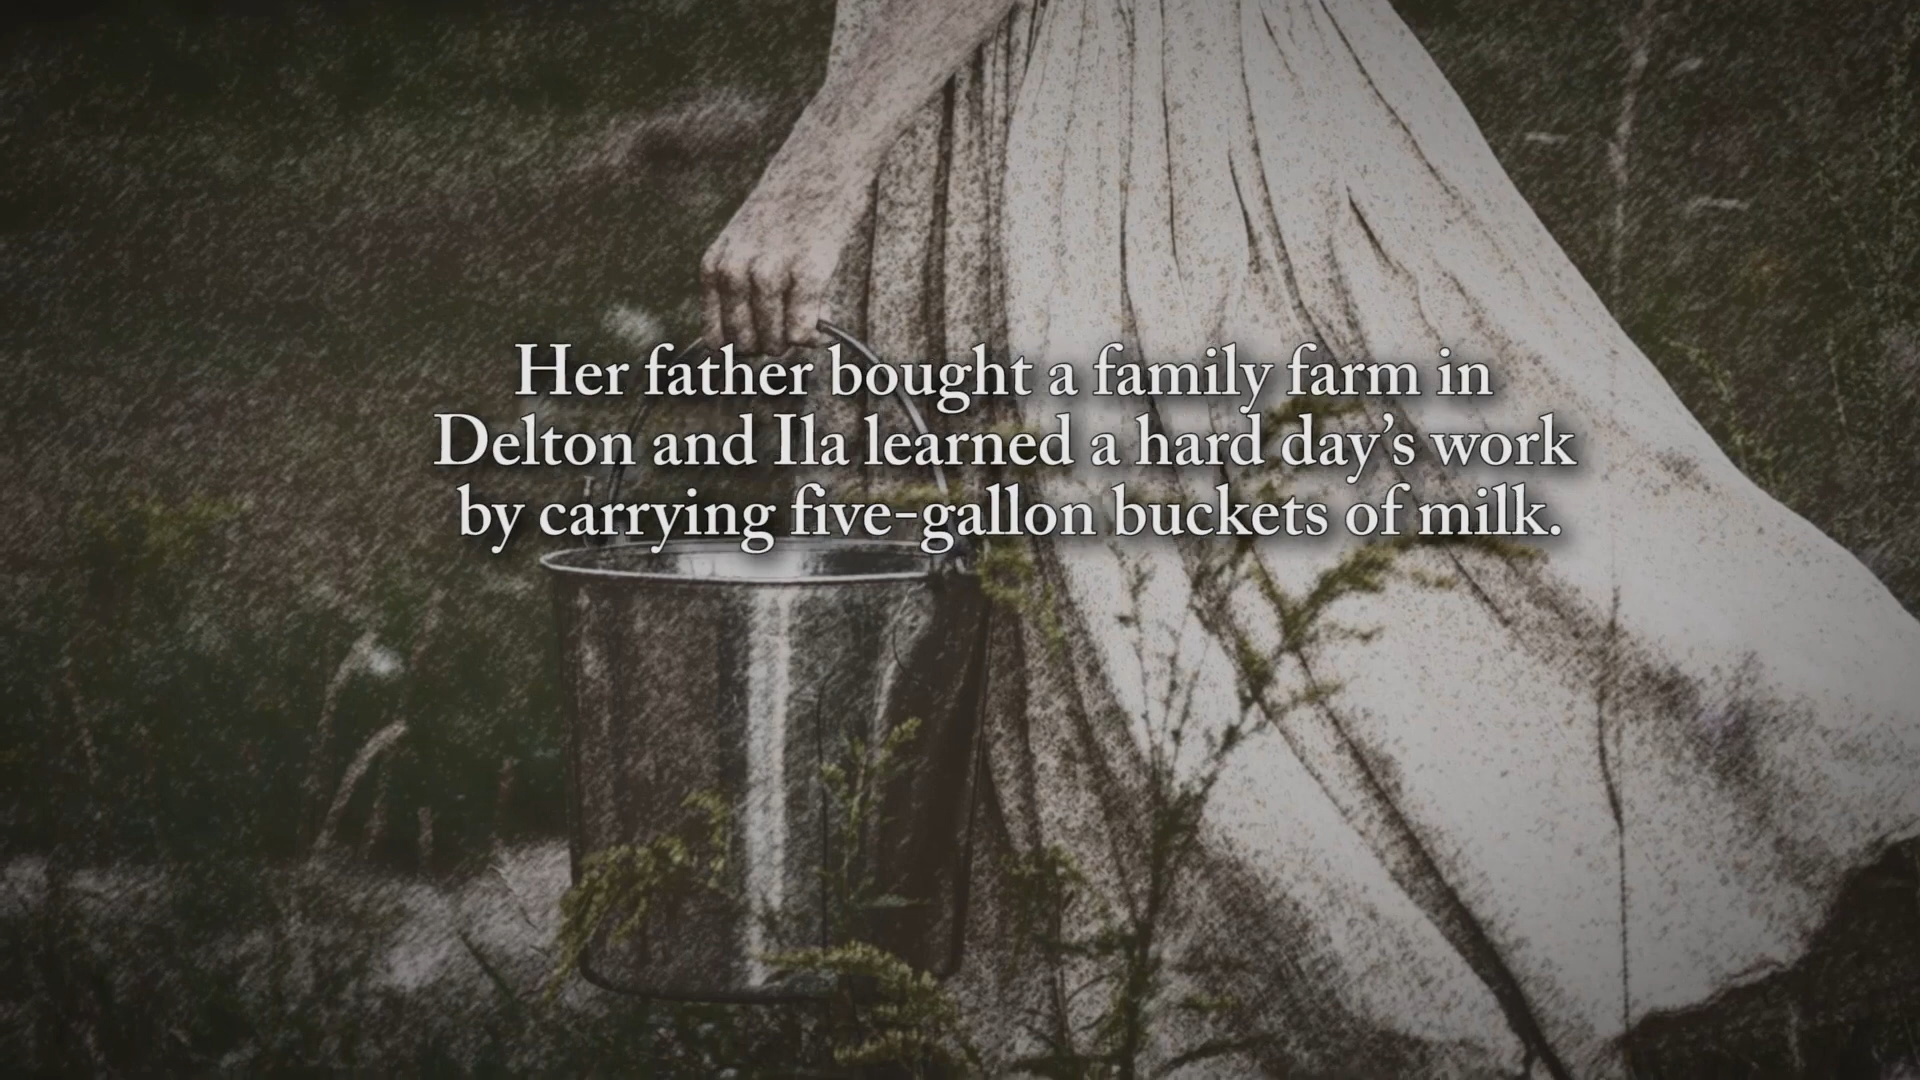 Her father bought a family farm in
Delton and Ila learned a hard day’s work
by carrying five-gallon buckets of milk.